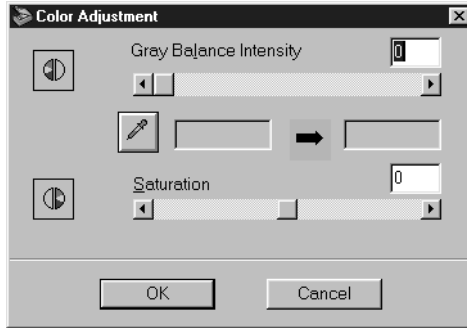 Color Adjustment
Gray Balance Intensity
0
Saturation
0
OK
Cancel